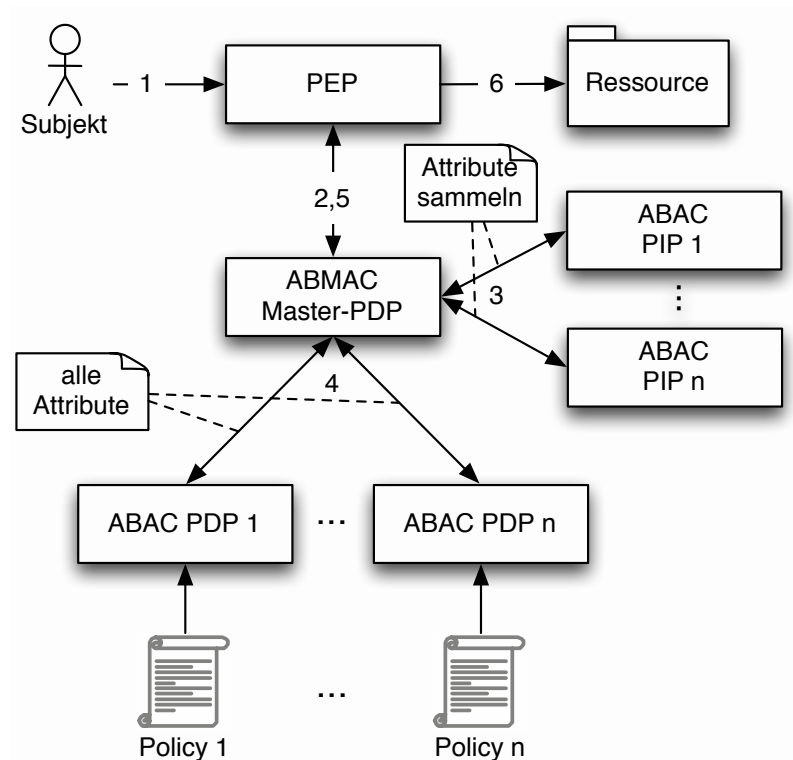 Subjekt
1
PEP
6
Ressource
2,5
Attribute
sammeln
ABMAC
Master-PDP
3
ABAC
PIP 1
...
ABAC
PIP n
alle
Attribute
4
ABAC PDP 1
...
ABAC PDP n
Policy 1
...
Policy n